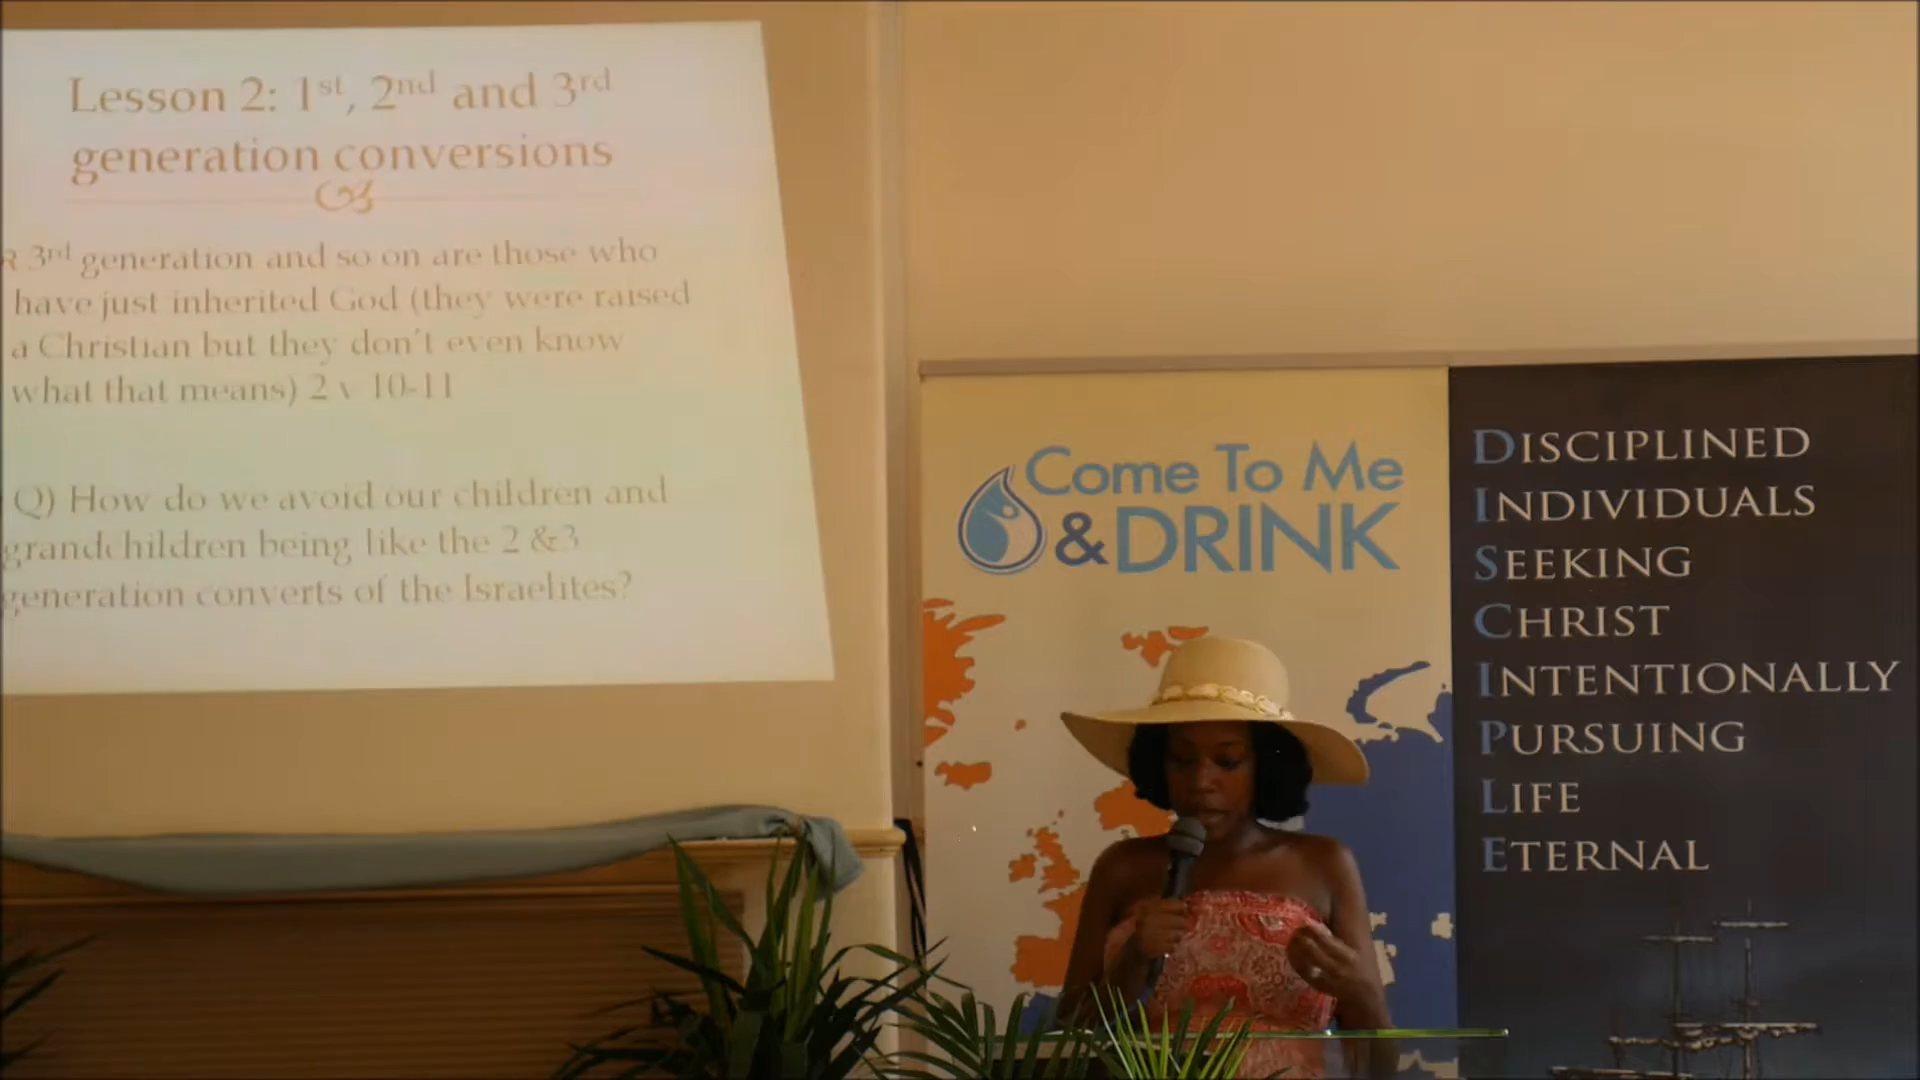 Lesson 2: 1st, 2nd and 3rd
generation conversions
3rd generation and so on are those who
have just inherited God (they were raised
a Christian but they don't even know
what that means) 2 v 10-11
Q) How do we avoid our children and
grandchildren being like the 2 &3
generation converts of the Israelites?
Come To Me
& DRINK
DISCIPLINED
INDIVIDUALS
SEEKING
CHRIST
INTENTIONALLY
PURSUING
LIFE
ETERNAL